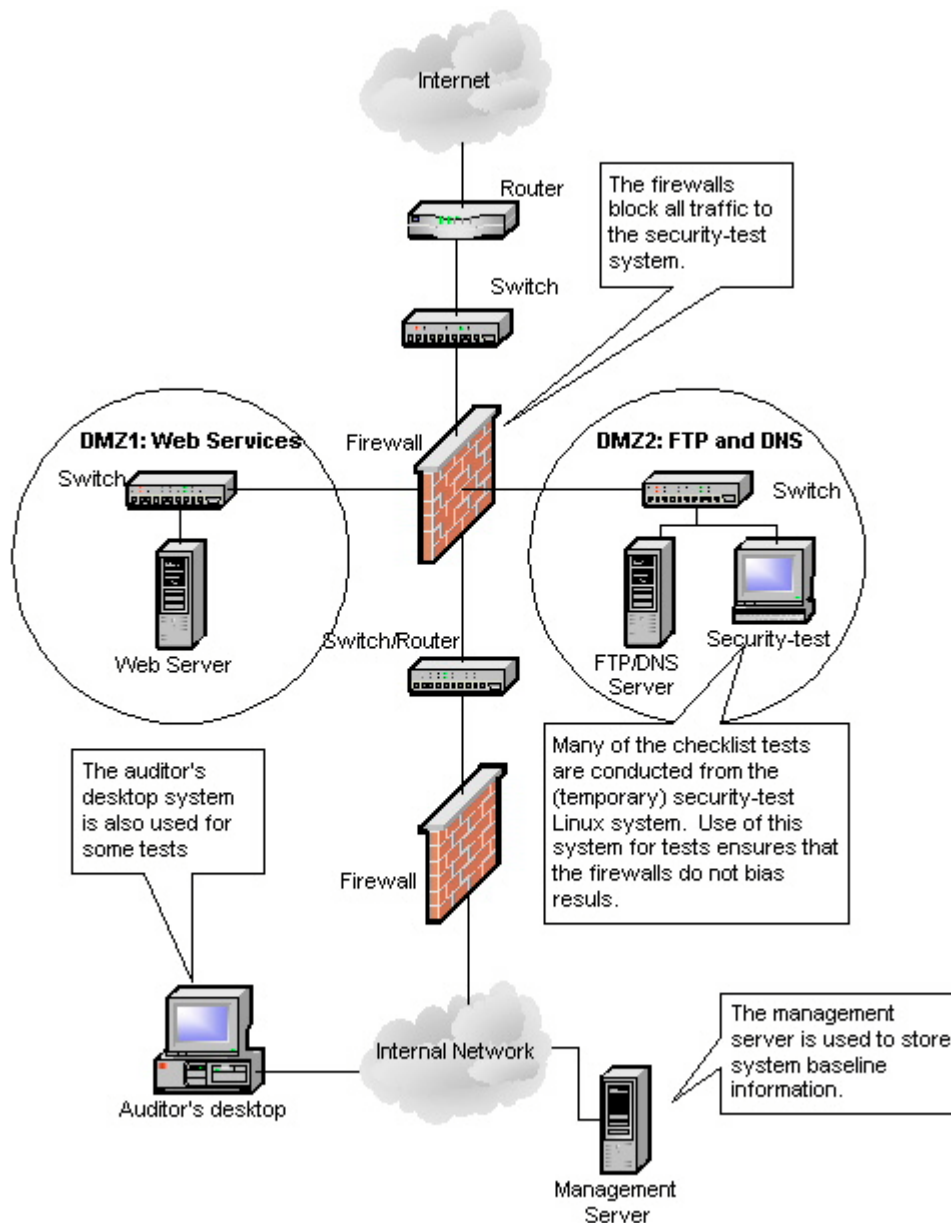 Internet
Router
The firewalls
block all traffic to
the security-test
system.
Switch
DMZ1: Web Services
Firewall
DMZ2: FTP and DNS
Switch
Switch
Web Server
Switch/Router
FTP/DNS
Server
Security-test
The auditor's
desktop system
is also used for
some tests
Many of the checklist tests
are conducted from the
(temporary) security-test
Linux system.  Use of this
system for tests ensures that
the firewalls do not bias
resuls.
Firewall
Internal Network
Auditor's desktop
The management
server is used to store
system baseline
information.
Management
Server